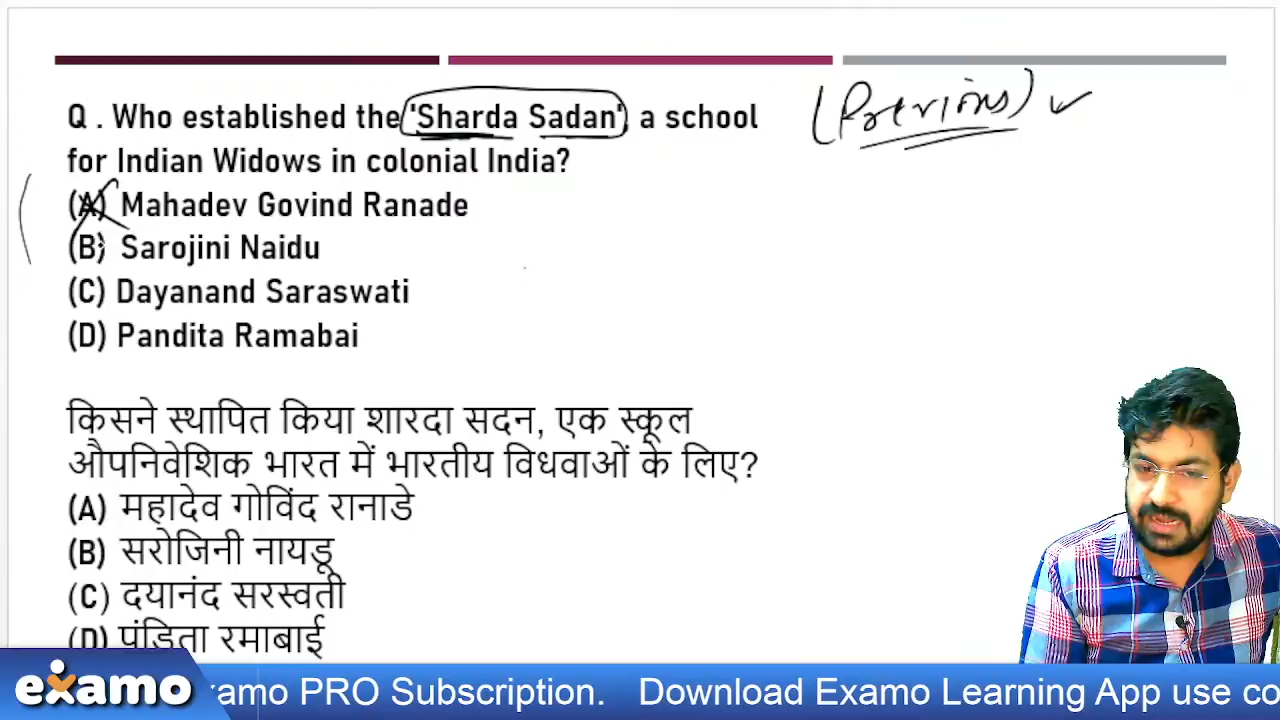 Q . Who established the 'Sharda Sadan', a school
for Indian Widows in colonial India?
(A) Mahadev Govind Ranade
(B) Sarojini Naidu
(C) Dayanand Saraswati
(D) Pandita Ramabai
(Previous)
किसने स्थापित किया शारदा सदन, एक स्कूल
औपनिवेशिक भारत में भारतीय विधवाओं के लिए?
(A) महादेव गोविंद रानाडे
(B) सरोजिनी नायडू
(C) दयानंद सरस्वती
(D) पंडिता रमाबाई
examo
xamo PRO Subscription. Download Examo Learning App use co